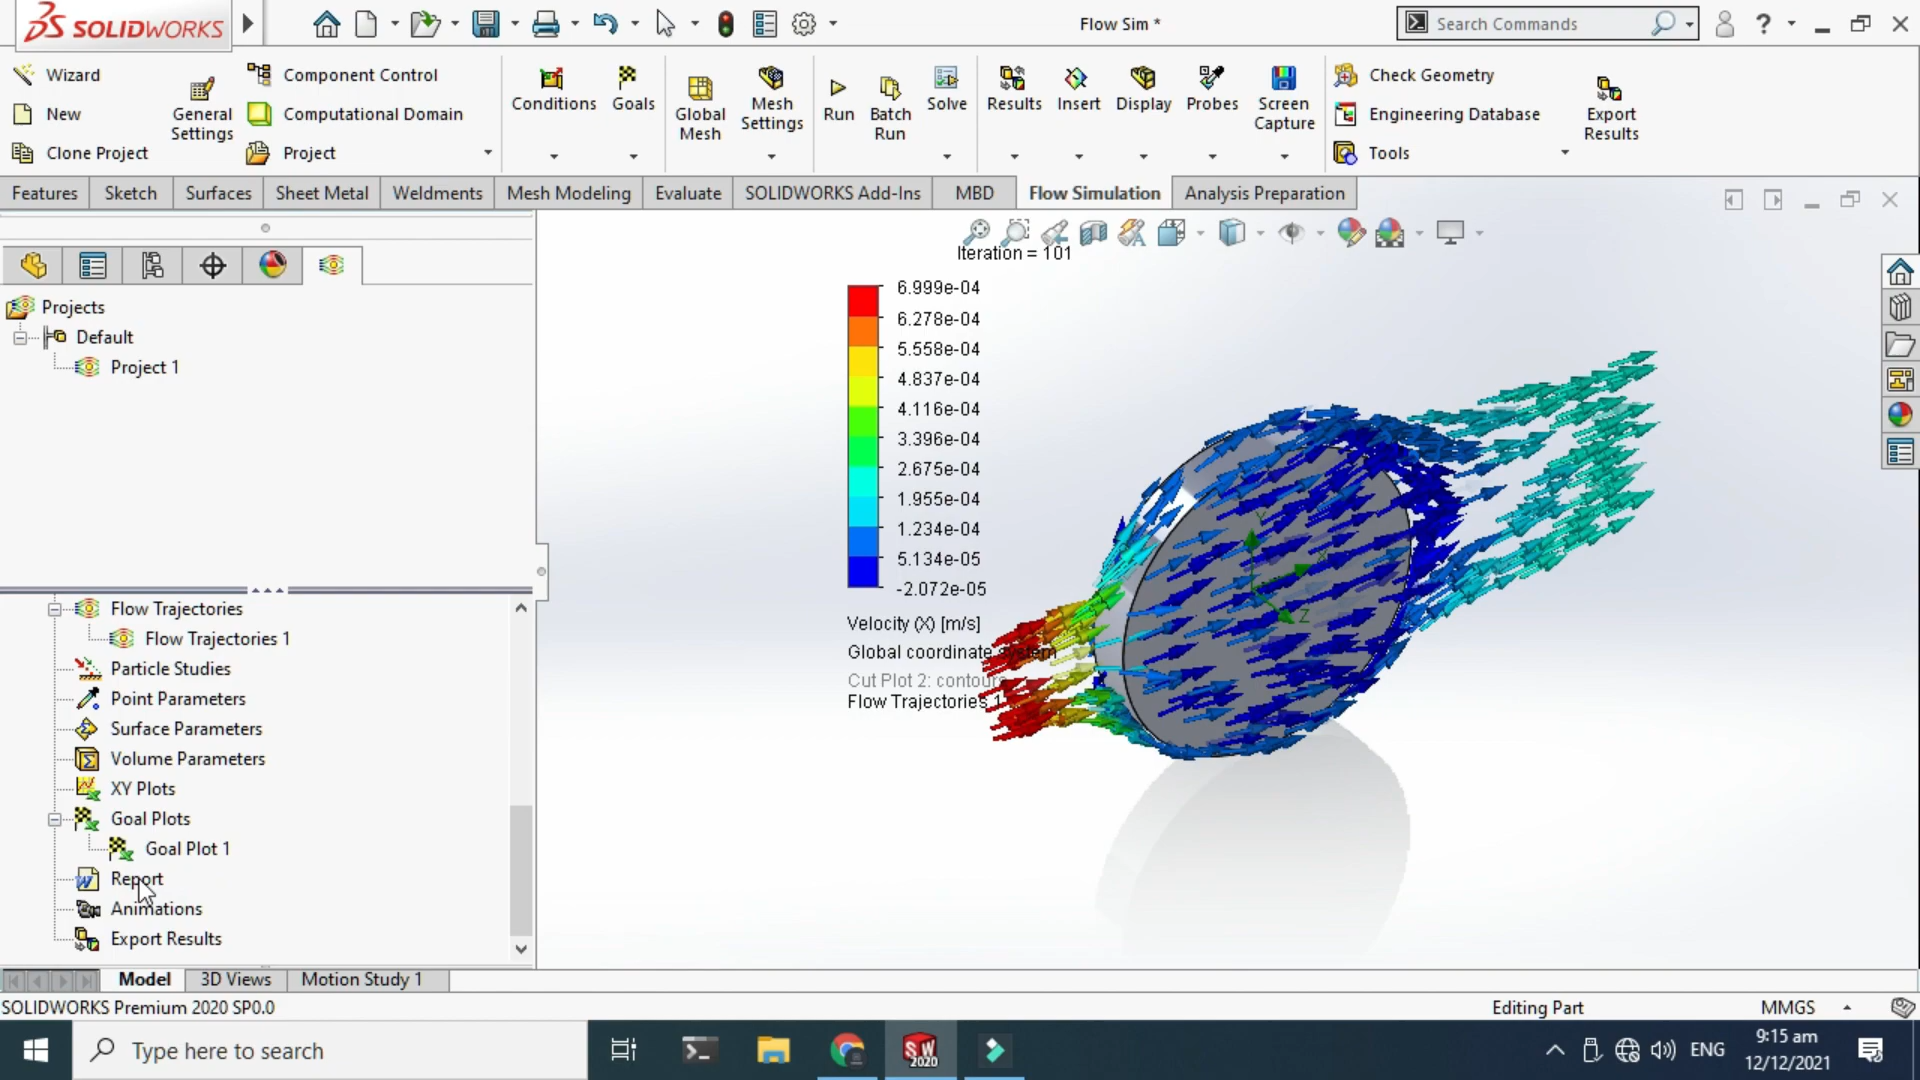 SOLIDWORKS
Flow Sim *
Search Commands
Wizard
New
Clone Project
General
Settings
Component Control
Computational Domain
Project
Conditions
Goals
Global
Mesh
Mesh
Settings
Run
Batch
Run
Solve
Results
Insert
Display
Probes
Screen
Capture
Check Geometry
Engineering Database
Tools
Export
Results
Features
Sketch
Surfaces
Sheet Metal
Weldments
Mesh Modeling
Evaluate
SOLIDWORKS Add-Ins
MBD
Flow Simulation
Analysis Preparation
Projects
Default
Project 1
Iteration = 101
6.999e-04
6.278e-04
5.558e-04
4.837e-04
4.116e-04
3.396e-04
2.675e-04
1.955e-04
1.234e-04
5.134e-05
-2.072e-05
Velocity (X) [m/s]
Global coordinate system
Cut Plot 2: contours
Flow Trajectories 1
Y
X
Z
Flow Trajectories
Flow Trajectories 1
Particle Studies
Point Parameters
Surface Parameters
Volume Parameters
XY Plots
Goal Plots
Goal Plot 1
Report
Animations
Export Results
Model
3D Views
Motion Study 1
SOLIDWORKS Premium 2020 SP0.0
Editing Part
MMGS
Type here to search
SW
2020
ENG
9:15 am
12/12/2021